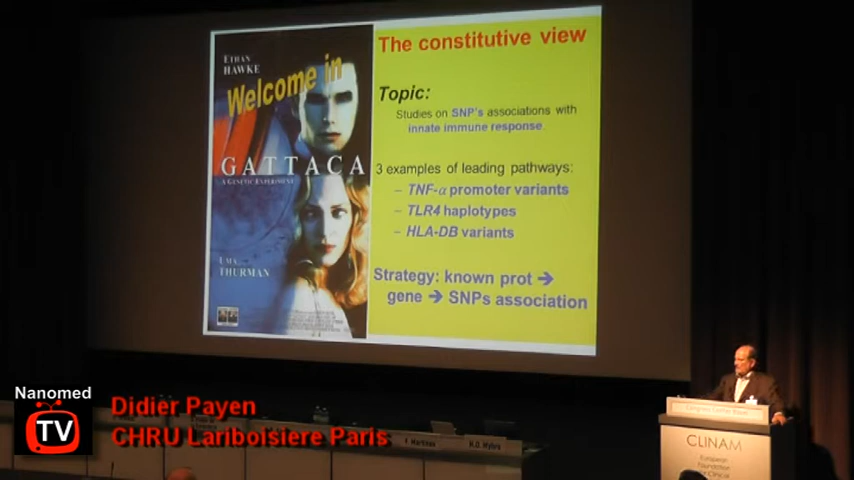 ETHAN
HAWKE
Welcome in
GATTACA
A GENETIC EXPERIMENT
UMA
THURMAN
The constitutive view
Topic:
Studies on SNP's associations with
innate immune response.
3 examples of leading pathways:
– TNF-α promoter variants
– TLR4 haplotypes
– HLA-DB variants
Strategy: known prot ➔
gene ➔ SNPs association
Nanomed
TV
Didier Payen
CHRU Lariboisiere Paris
CLINAM
European
Foundation